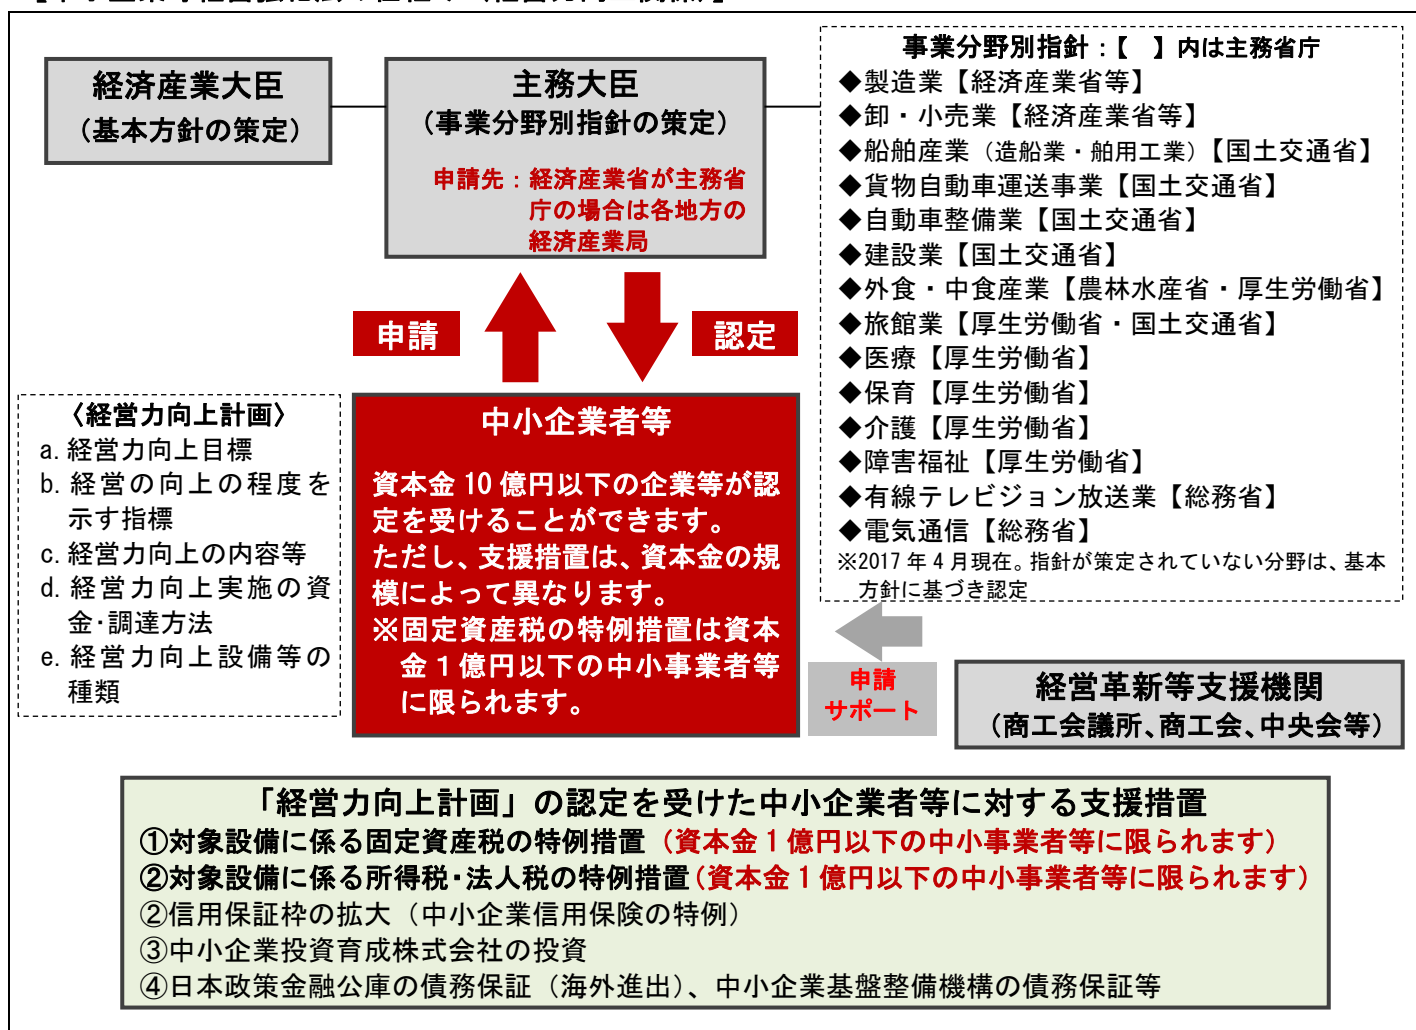 経済産業大臣
（基本方針の策定）
主務大臣
（事業分野別指針の策定）
申請先：経済産業省が主務省
庁の場合は各地方の
経済産業局
事業分野別指針：【　】内は主務省庁
◆製造業【経済産業省等】
◆卸・小売業【経済産業省等】
◆船舶産業（造船業・舶用工業）【国土交通省】
◆貨物自動車運送事業【国土交通省】
◆自動車整備業【国土交通省】
◆建設業【国土交通省】
◆外食・中食産業【農林水産省・厚生労働省】
◆旅館業【厚生労働省・国土交通省】
◆医療【厚生労働省】
◆保育【厚生労働省】
◆介護【厚生労働省】
◆障害福祉【厚生労働省】
◆有線テレビジョン放送業【総務省】
◆電気通信【総務省】
※2017年4月現在。指針が策定されていない分野は、基本
方針に基づき認定
申請
認定
〈経営力向上計画〉
a.経営力向上目標
b.経営の向上の程度を
示す指標
c.経営力向上の内容等
d.経営力向上実施の資
金・調達方法
e.経営力向上設備等の
種類
中小企業者等
資本金10億円以下の企業等が認
定を受けることができます。
ただし、支援措置は、資本金の規
模によって異なります。
※固定資産税の特例措置は資本
金１億円以下の中小事業者等
に限られます。
申請
サポート
経営革新等支援機関
（商工会議所、商工会、中央会等）
「経営力向上計画」の認定を受けた中小企業者等に対する支援措置
①対象設備に係る固定資産税の特例措置（資本金１億円以下の中小事業者等に限られます）
②対象設備に係る所得税・法人税の特例措置（資本金１億円以下の中小事業者等に限られます）
②信用保証枠の拡大（中小企業信用保険の特例）
③中小企業投資育成株式会社の投資
④日本政策金融公庫の債務保証（海外進出）、中小企業基盤整備機構の債務保証等